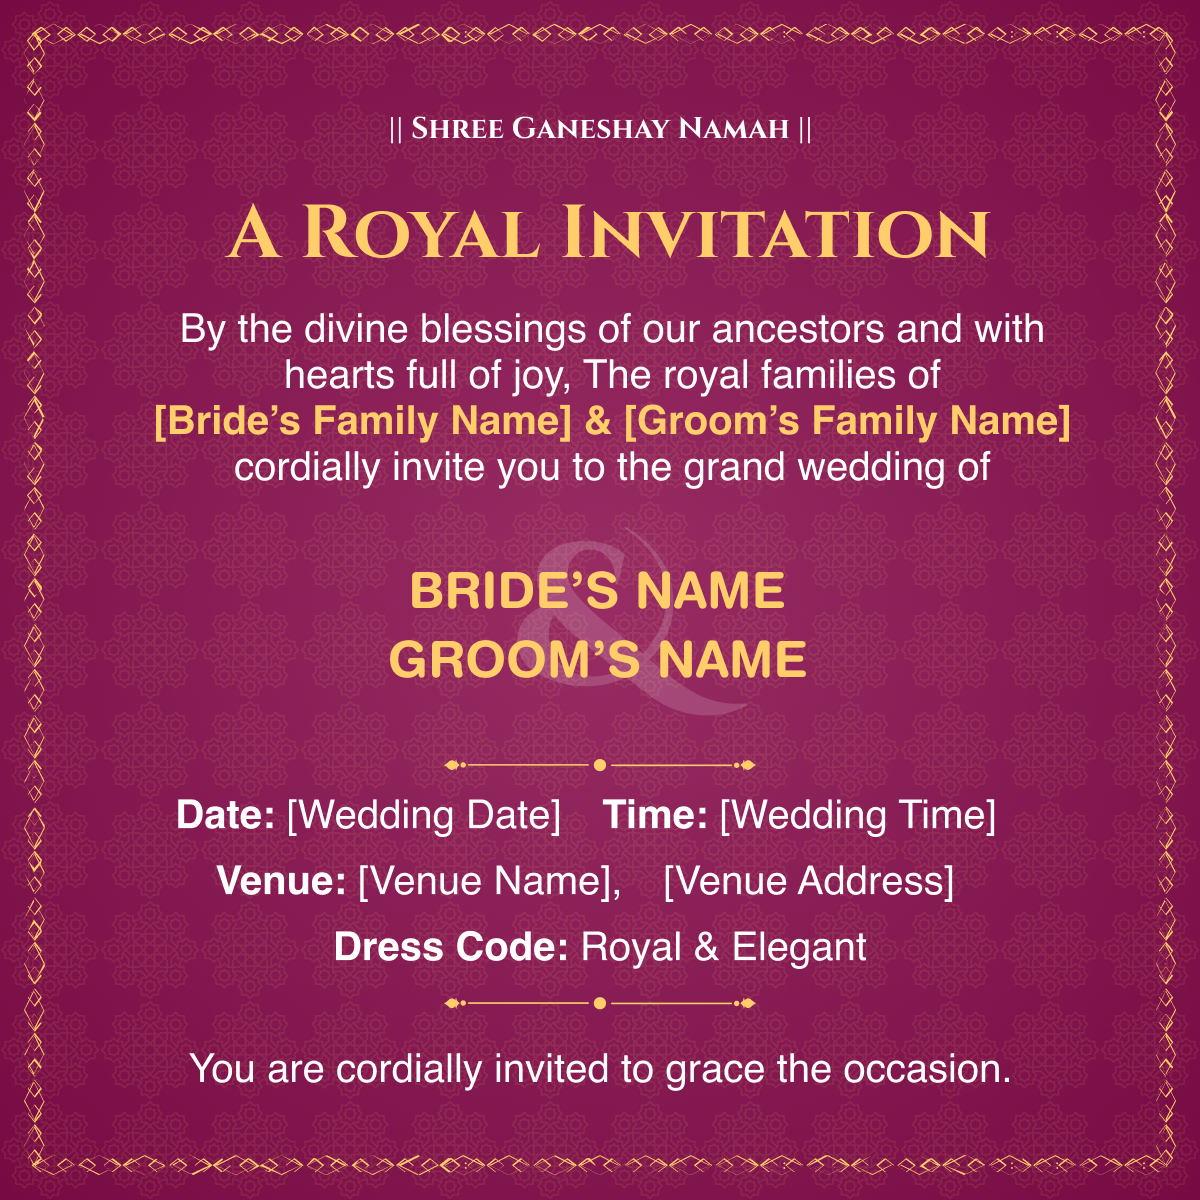 || Shree Ganeshay Namah ||
A Royal Invitation
By the divine blessings of our ancestors and with
hearts full of joy, The royal families of
[Bride’s Family Name] & [Groom’s Family Name]
cordially invite you to the grand wedding of
&
BRIDE’S NAME
GROOM’S NAME
Date: [Wedding Date] Time: [Wedding Time]
Venue: [Venue Name], [Venue Address]
Dress Code: Royal & Elegant
You are cordially invited to grace the occasion.